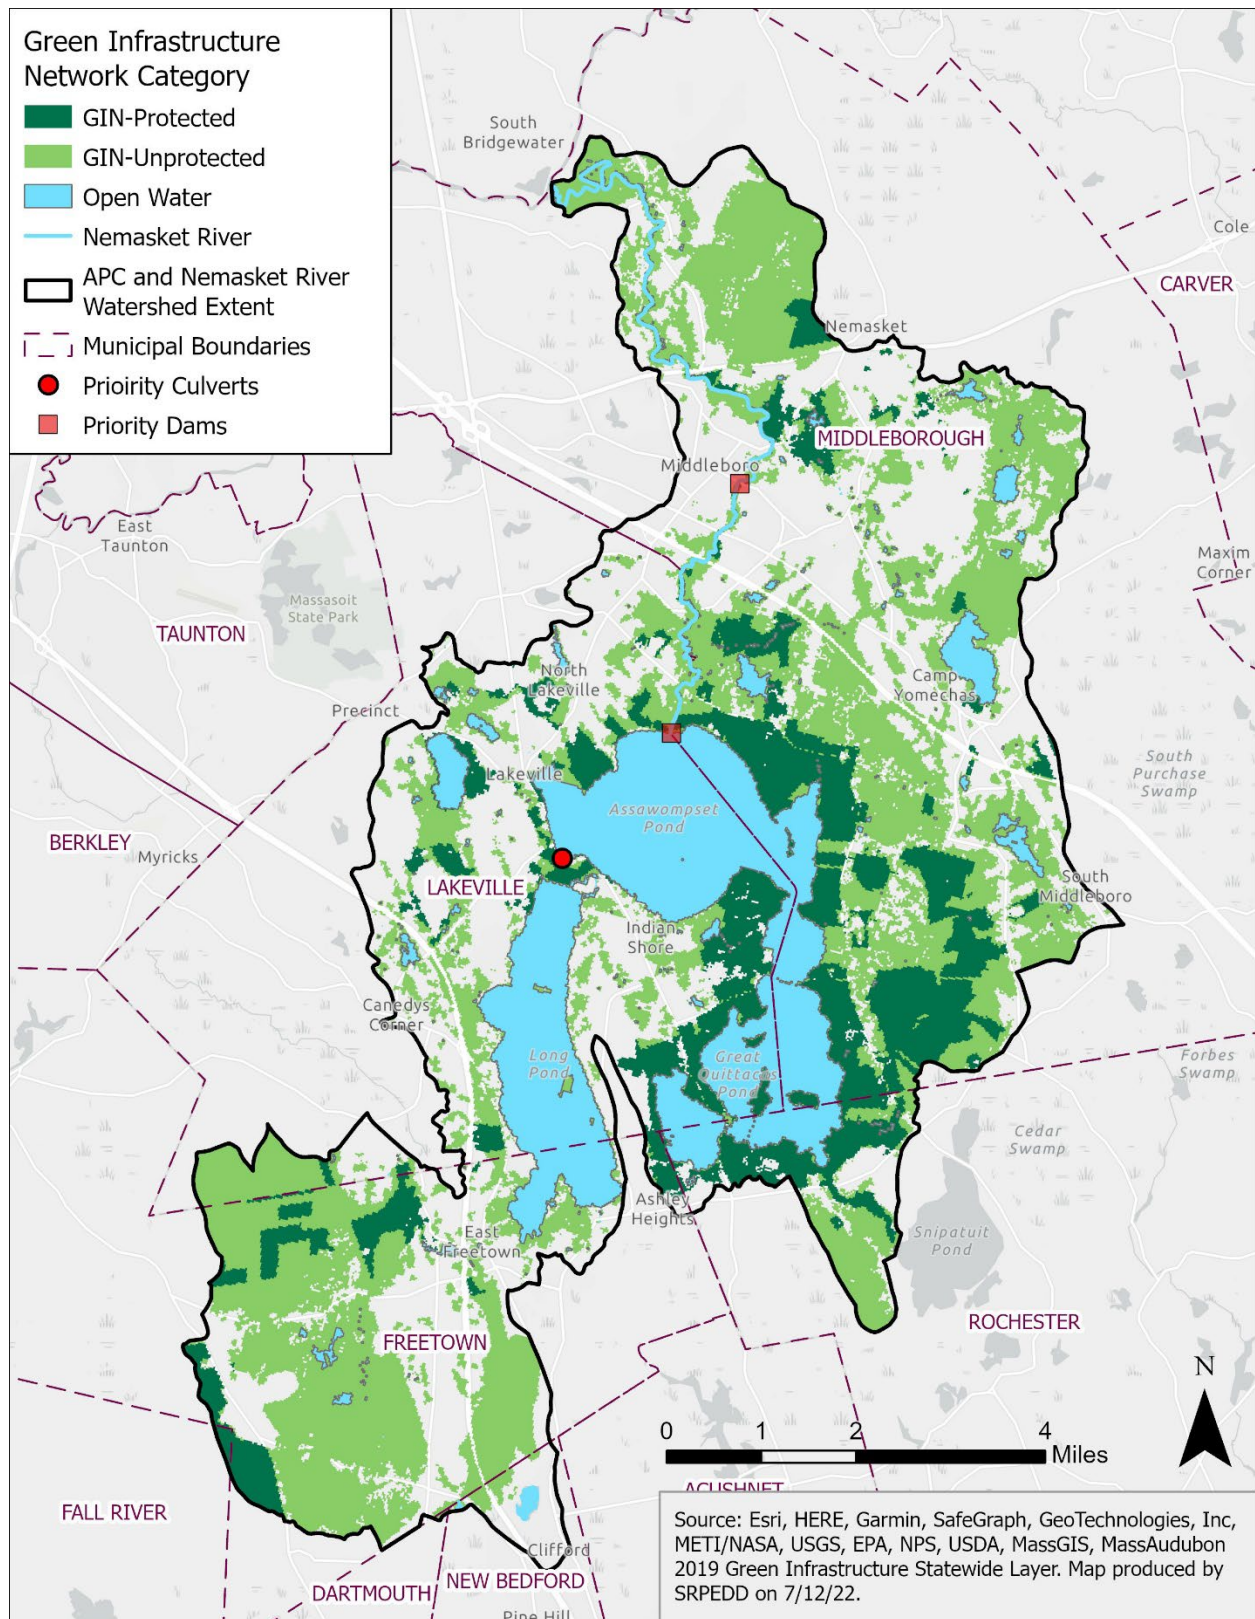 Green Infrastructure
Network Category
GIN-Protected
GIN-Unprotected
Open Water
Nemasket River
APC and Nemasket River
Watershed Extent
Municipal Boundaries
Prioirity Culverts
Priority Dams
South
Bridgewater
Cole
CARVER
Nemasket
MIDDLEBOROUGH
Middleboro
East
Taunton
Massasoit
State Park
Maxim
Corner
TAUNTON
North
Lakeville
Camp
Yomechas
Precinct
South
Purchase
Swamp
Lakeville
Assawompset
Pond
BERKLEY
Myricks
LAKEVILLE
South
Middleboro
Indian
Shore
Canedys
Corner
Long
Pond
Great
Quittacas
Pond
Forbes
Swamp
Cedar
Swamp
Ashley
Heights
Snipatuit
Pond
East
Freetown
ROCHESTER
FREETOWN
N
0 1 2 4
Miles
ACUSHNET
FALL RIVER
Clifford
DARTMOUTH
NEW BEDFORD
Pine Hill
Source: Esri, HERE, Garmin, SafeGraph, GeoTechnologies, Inc,
METI/NASA, USGS, EPA, NPS, USDA, MassGIS, MassAudubon
2019 Green Infrastructure Statewide Layer. Map produced by
SRPEDD on 7/12/22.